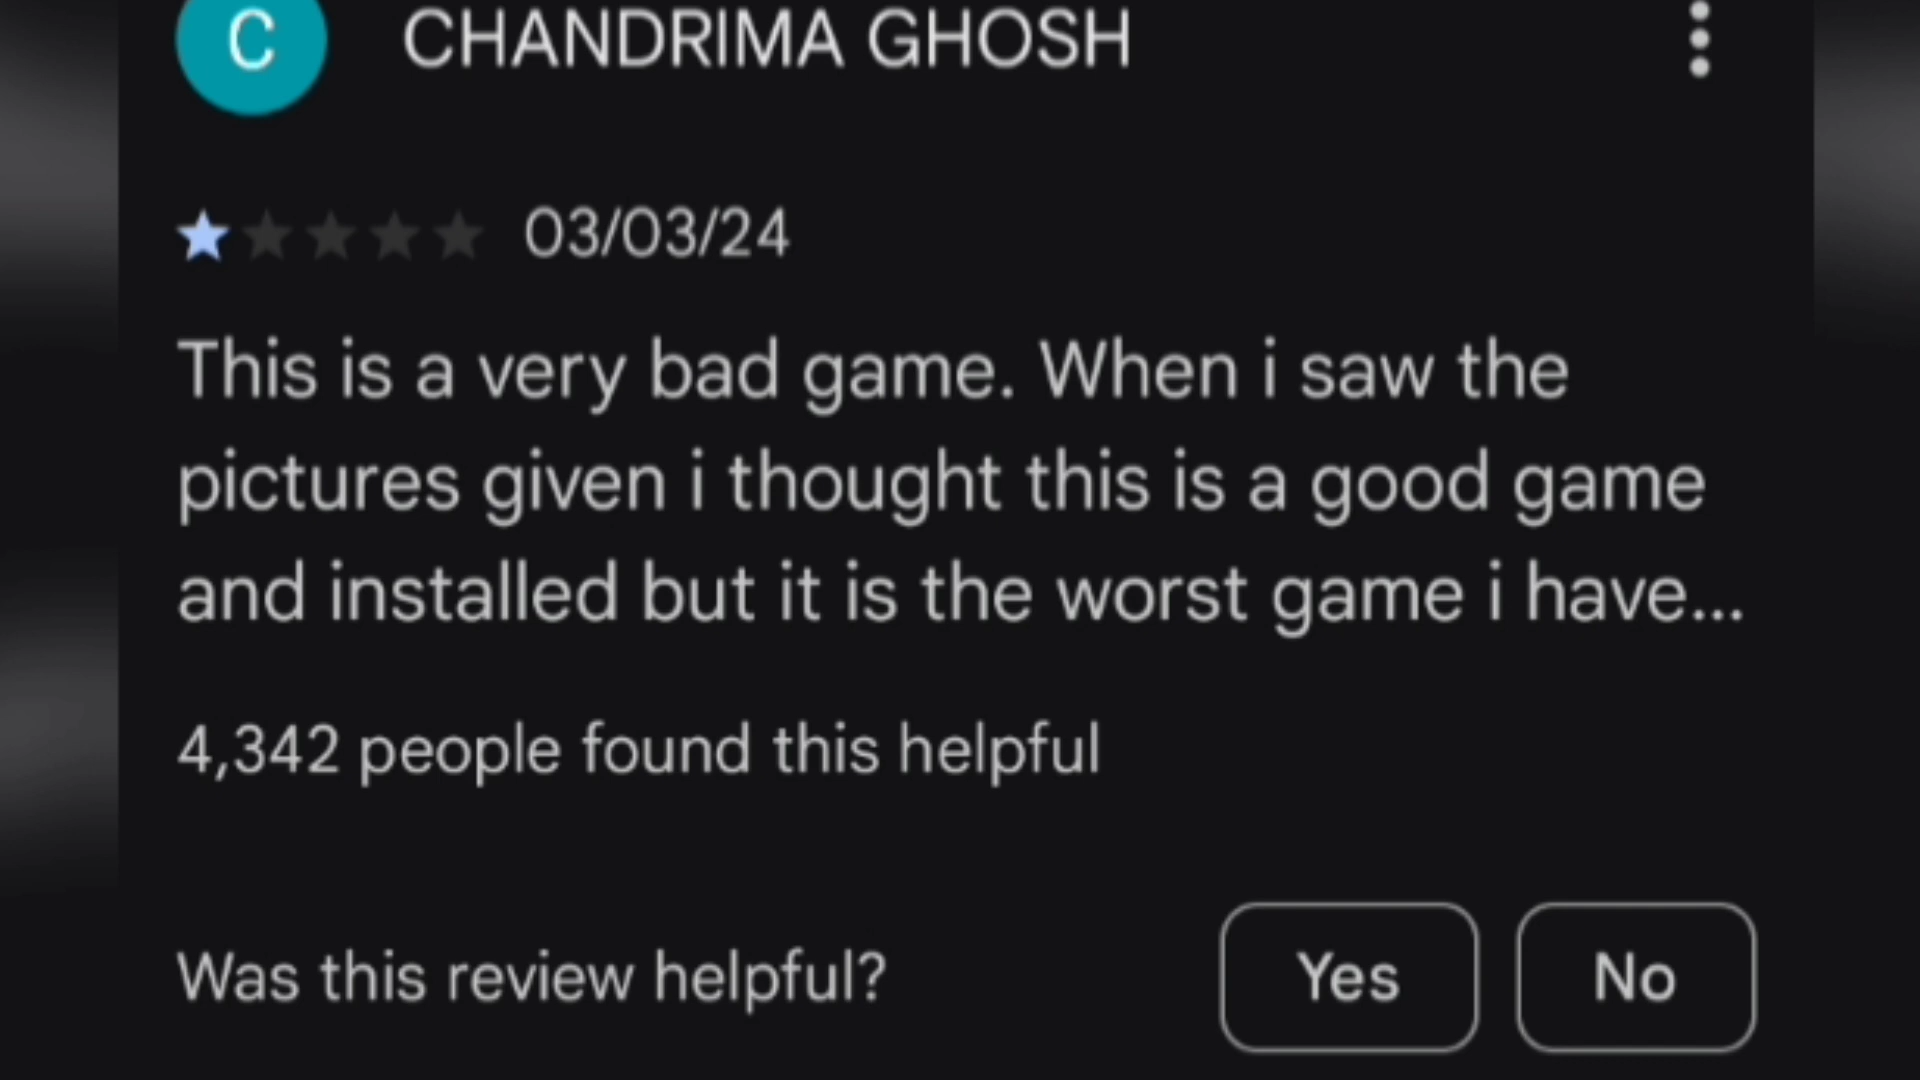 C CHANDRIMA GHOSH
03/03/24
This is a very bad game. When i saw the
pictures given i thought this is a good game
and installed but it is the worst game i have...
4,342 people found this helpful
Was this review helpful? Yes No